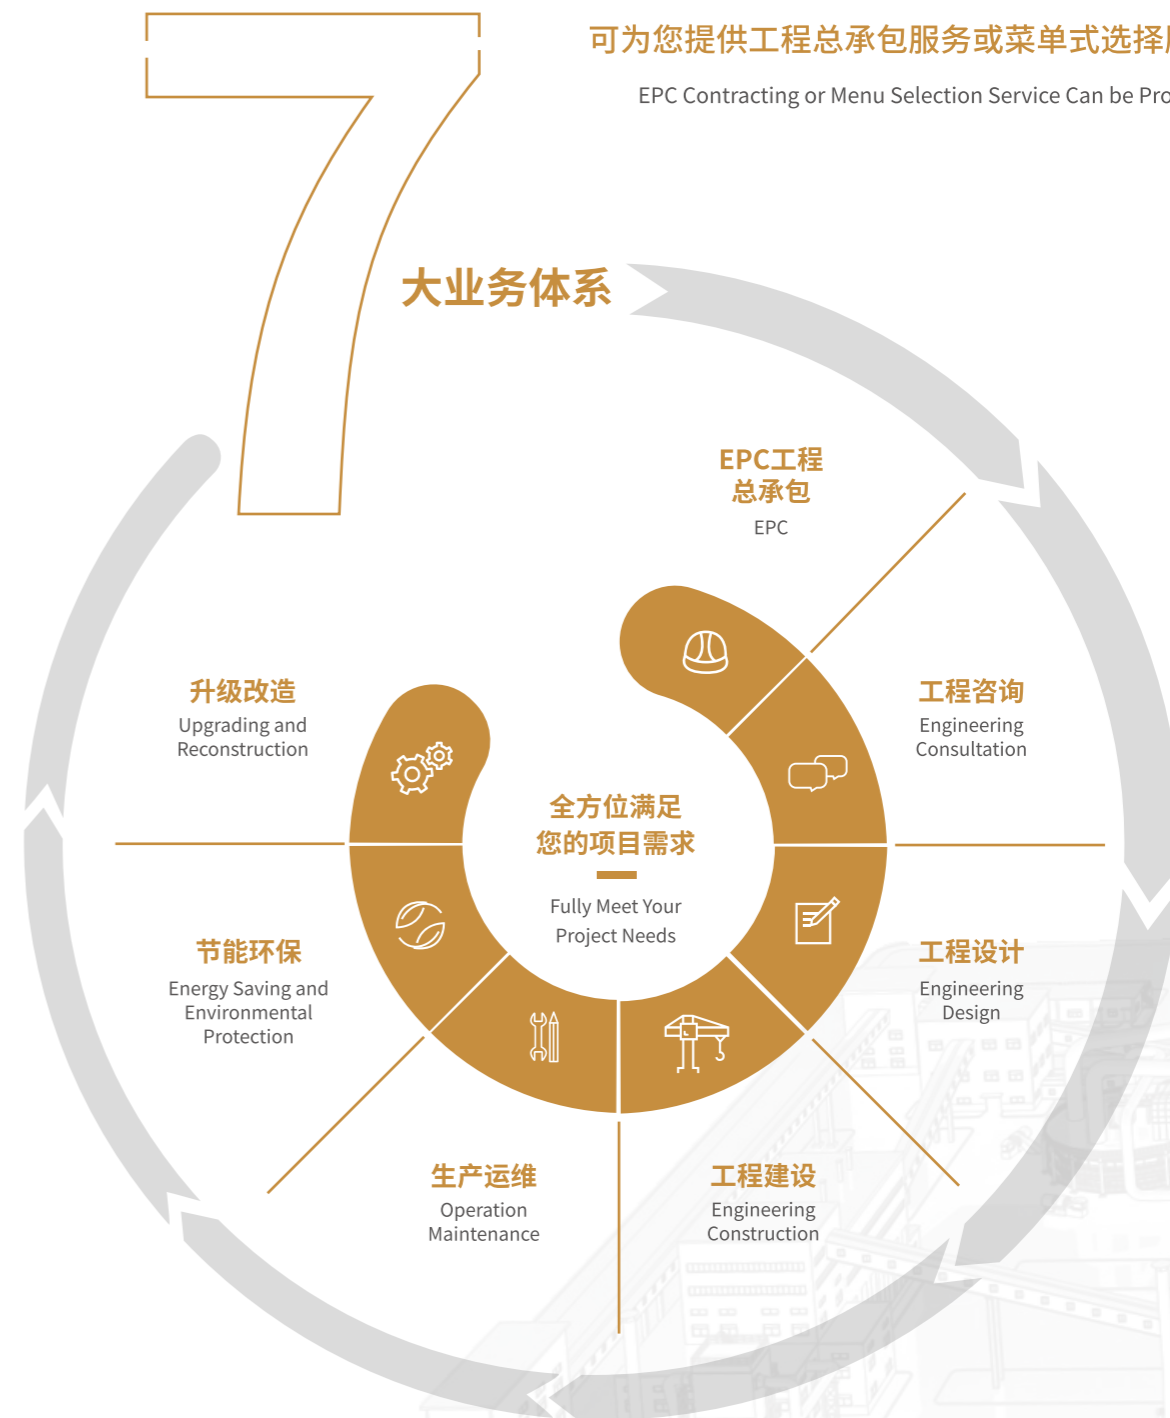 7
可为您提供工程总承包服务或菜单式选择
EPC Contracting or Menu Selection Service Can be
大业务体系
EPC工程
总承包
EPC
工程咨询
Engineering
Consultation
工程设计
Engineering
Design
工程建设
Engineering
Construction
生产运维
Operation
Maintenance
节能环保
Energy Saving and
Environmental
Protection
升级改造
Upgrading and
Reconstruction
全方位满足
您的项目需求
Fully Meet Your
Project Needs